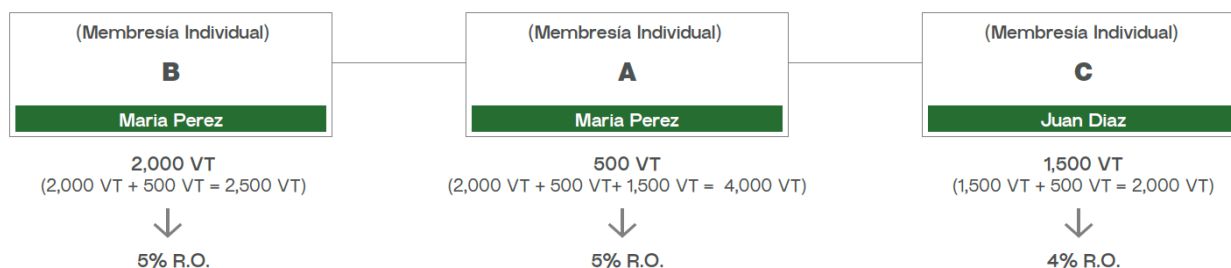 (Membresía Individual)
B
Maria Perez
2,000 VT
(2,000 VT + 500 VT = 2,500 VT)
5% R.O.
(Membresía Individual)
A
Maria Perez
500 VT
(2,000 VT + 500 VT+ 1,500 VT = 4,000 VT)
5% R.O.
(Membresía Individual)
C
Juan Diaz
1,500 VT
(1,500 VT + 500 VT = 2,000 VT)
4% R.O.